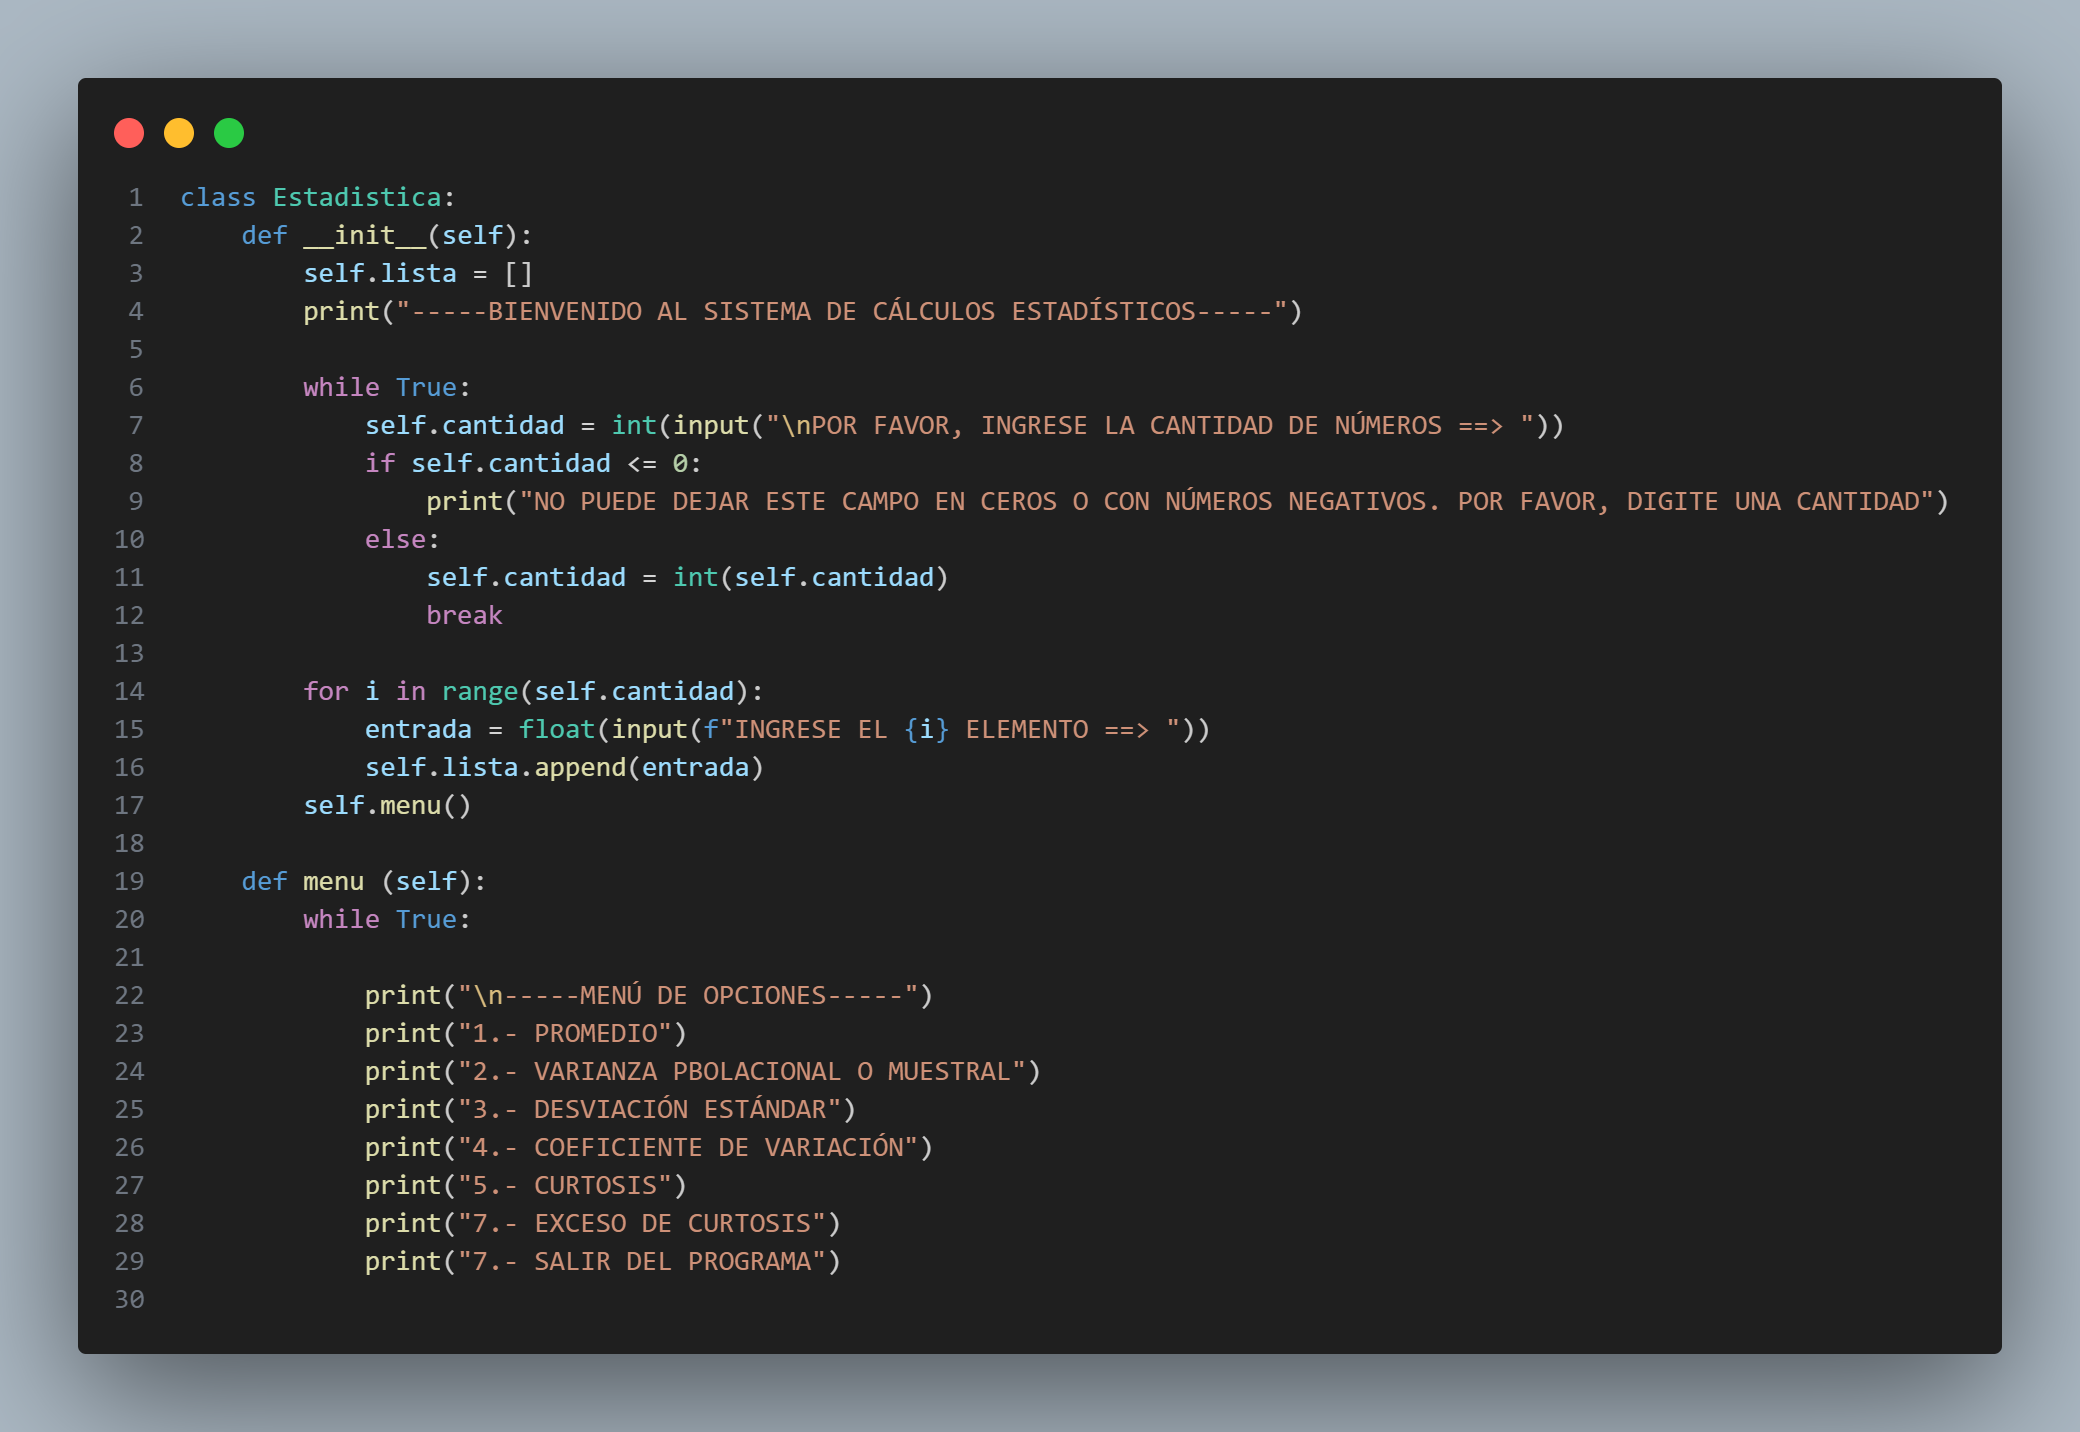 1 class Estadistica:
2     def __init__(self):
3         self.lista = []
4         print("-----BIENVENIDO AL SISTEMA DE CÁLCULOS ESTADÍSTICOS-----")
5
6         while True:
7             self.cantidad = int(input("\nPOR FAVOR, INGRESE LA CANTIDAD DE NÚMEROS ==> "))
8             if self.cantidad <= 0:
9                 print("NO PUEDE DEJAR ESTE CAMPO EN CEROS O CON NÚMEROS NEGATIVOS. POR FAVOR, DIGITE UNA CANTIDAD")
10             else:
11                 self.cantidad = int(self.cantidad)
12                 break
13
14         for i in range(self.cantidad):
15             entrada = float(input(f"INGRESE EL {i} ELEMENTO ==> "))
16             self.lista.append(entrada)
17         self.menu()
18
19     def menu (self):
20         while True:
21
22             print("\n-----MENÚ DE OPCIONES-----")
23             print("1.- PROMEDIO")
24             print("2.- VARIANZA PBOLACIONAL O MUESTRAL")
25             print("3.- DESVIACIÓN ESTÁNDAR")
26             print("4.- COEFICIENTE DE VARIACIÓN")
27             print("5.- CURTOSIS")
28             print("7.- EXCESO DE CURTOSIS")
29             print("7.- SALIR DEL PROGRAMA")
30